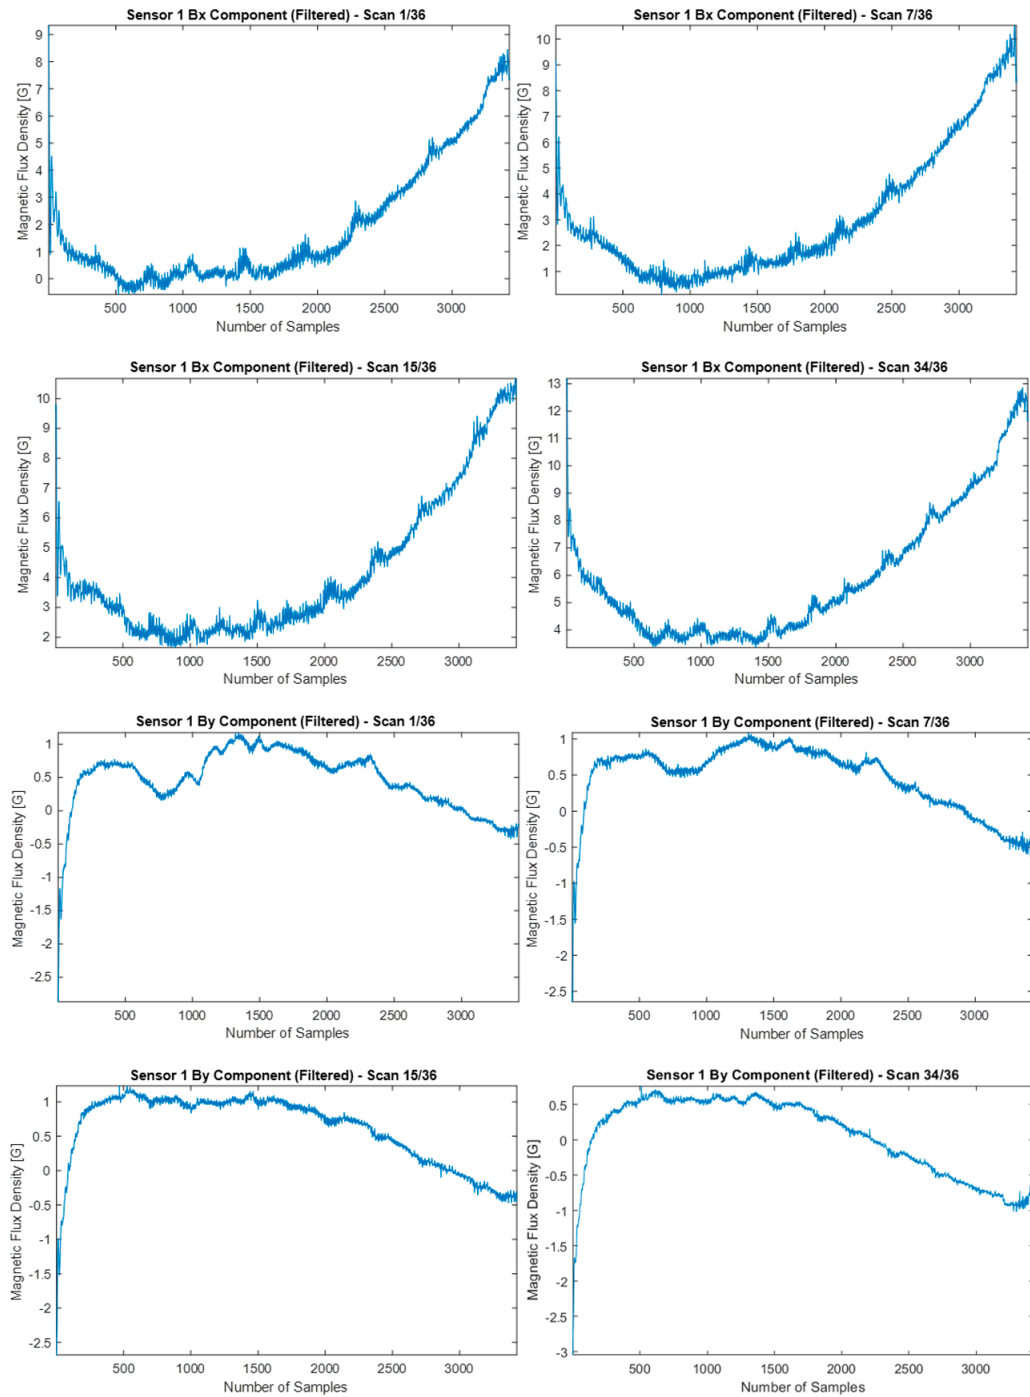 Sensor 1 Bx Component (Filtered) - Scan 1/36
Magnetic Flux Density [G]
9
8
7
6
5
4
3
2
1
0
500 1000 1500 2000 2500 3000
Number of Samples
Sensor 1 Bx Component (Filtered) - Scan 7/36
Magnetic Flux Density [G]
10
9
8
7
6
5
4
3
2
1
500 1000 1500 2000 2500 3000
Number of Samples
Sensor 1 Bx Component (Filtered) - Scan 15/36
Magnetic Flux Density [G]
10
9
8
7
6
5
4
3
2
500 1000 1500 2000 2500 3000
Number of Samples
Sensor 1 Bx Component (Filtered) - Scan 34/36
Magnetic Flux Density [G]
13
12
11
10
9
8
7
6
5
4
500 1000 1500 2000 2500 3000
Number of Samples
Sensor 1 By Component (Filtered) - Scan 1/36
Magnetic Flux Density [G]
1
0.5
0
-0.5
-1
-1.5
-2
-2.5
500 1000 1500 2000 2500 3000
Number of Samples
Sensor 1 By Component (Filtered) - Scan 7/36
Magnetic Flux Density [G]
1
0.5
0
-0.5
-1
-1.5
-2
-2.5
500 1000 1500 2000 2500 3000
Number of Samples
Sensor 1 By Component (Filtered) - Scan 15/36
Magnetic Flux Density [G]
1
0.5
0
-0.5
-1
-1.5
-2
-2.5
500 1000 1500 2000 2500 3000
Number of Samples
Sensor 1 By Component (Filtered) - Scan 34/36
Magnetic Flux Density [G]
0.5
0
-0.5
-1
-1.5
-2
-2.5
-3
500 1000 1500 2000 2500 3000
Number of Samples